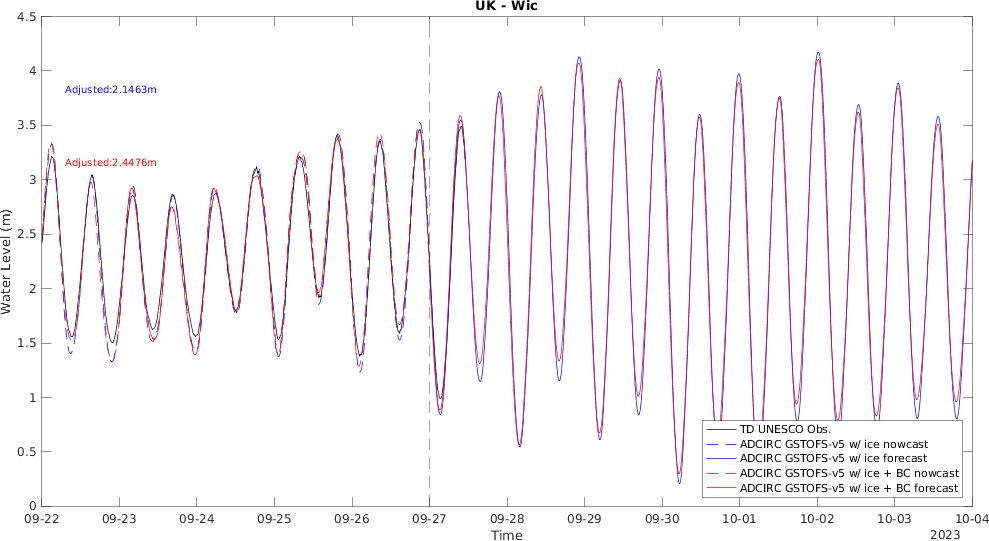 UK - Wic
4.5
4
3.5
3
2.5
2
1.5
1
0.5
0
Water Level (m)
Adjusted:2.1463m
Adjusted:2.4476m
TD UNESCO Obs.
ADCIRC GSTOFS-v5 w/ ice nowcast
ADCIRC GSTOFS-v5 w/ ice forecast
ADCIRC GSTOFS-v5 w/ ice + BC nowcast
ADCIRC GSTOFS-v5 w/ ice + BC forecast
09-22 09-23 09-24 09-25 09-26 09-27 09-28 09-29 09-30 10-01 10-02 10-03 10-04
Time
2023